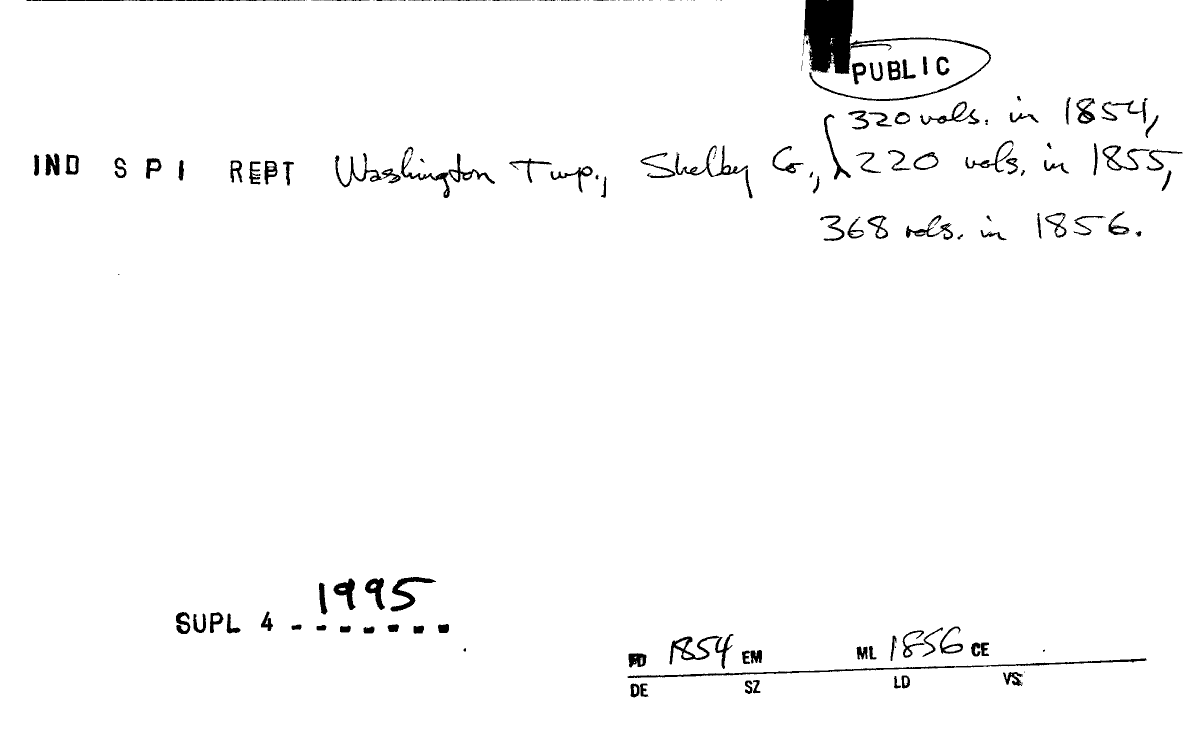 PUBLIC
320 vols. in 1854,
IND S P I REPT Washington Twp., Shelby Co., 220 vols. in 1855,
368 vols. in 1856.
1995
SUPL 4 - - - - - - -
FD 1854 EM ML 1856 CE
DE SZ LD VS